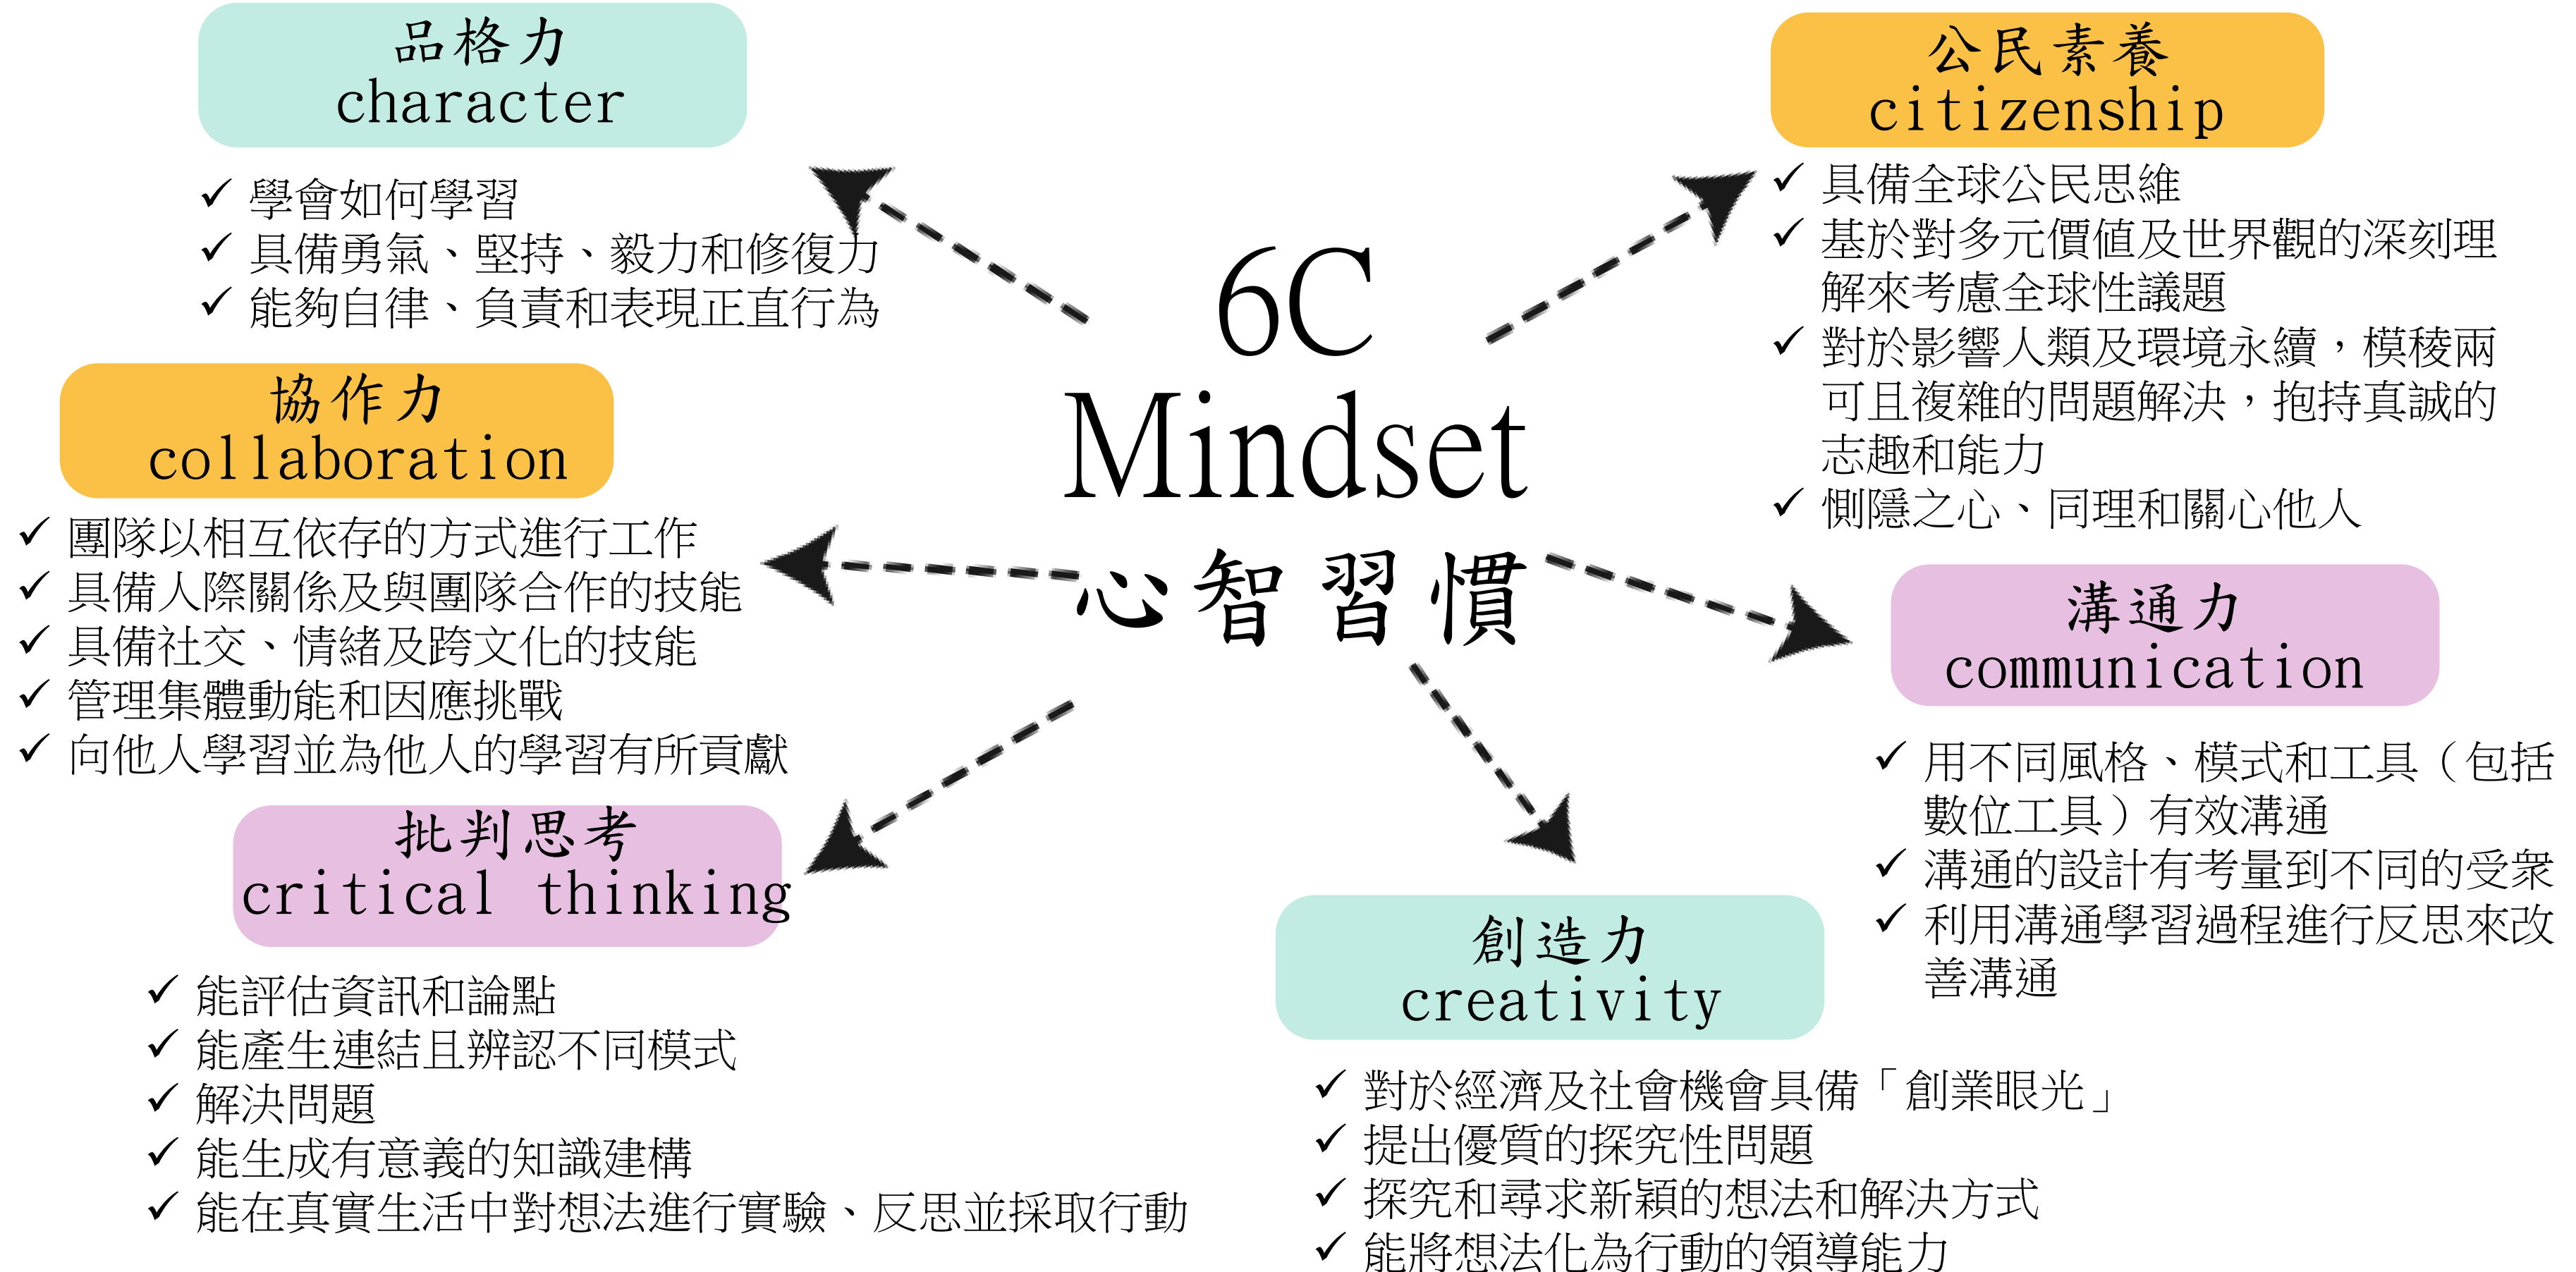 品格力
character
學會如何學習
具備勇氣、堅持、毅力和修復力
能夠自律、負責和表現正直行為
協作力
collaboration
團隊以相互依存的方式進行工作
具備人際關係及與團隊合作的技能
具備社交、情緒及跨文化的技能
管理集體動能和因應挑戰
向他人學習並為他人的學習有所貢獻
批判思考
critical thinking
能評估資訊和論點
能產生連結且辨認不同模式
解決問題
能生成有意義的知識建構
能在真實生活中對想法進行實驗、反思並採取行動
6C
Mindset
心智習慣
公民素養
citizenship
具備全球公民思維
基於對多元價值及世界觀的深刻理
解來考慮全球性議題
對於影響人類及環境永續，模稜兩
可且複雜的問題解決，抱持真誠的
志趣和能力
惻隱之心、同理和關心他人
溝通力
communication
用不同風格、模式和工具（包括
數位工具）有效溝通
溝通的設計有考量到不同的受眾
利用溝通學習過程進行反思來改
善溝通
創造力
creativity
對於經濟及社會機會具備「創業眼光」
提出優質的探究性問題
探究和尋求新穎的想法和解決方式
能將想法化為行動的領導能力